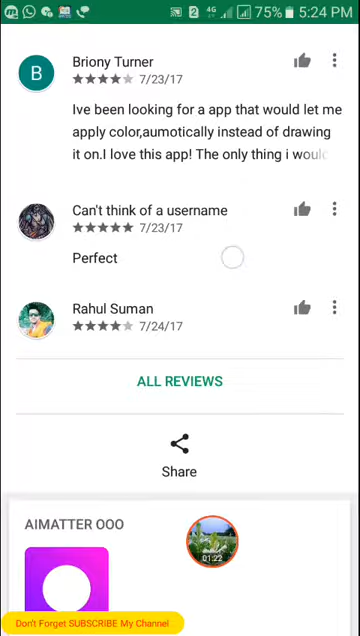 2 4G 75% 5:24 PM
B
Briony Turner
7/23/17
Ive been looking for a app that would let me
apply color,aumotically instead of drawing
it on.I love this app! The only thing i would
Can't think of a username
7/23/17
Perfect
Rahul Suman
7/24/17
ALL REVIEWS
Share
AIMATTER OOO
01:22
Don't Forget SUBSCRIBE My Channel